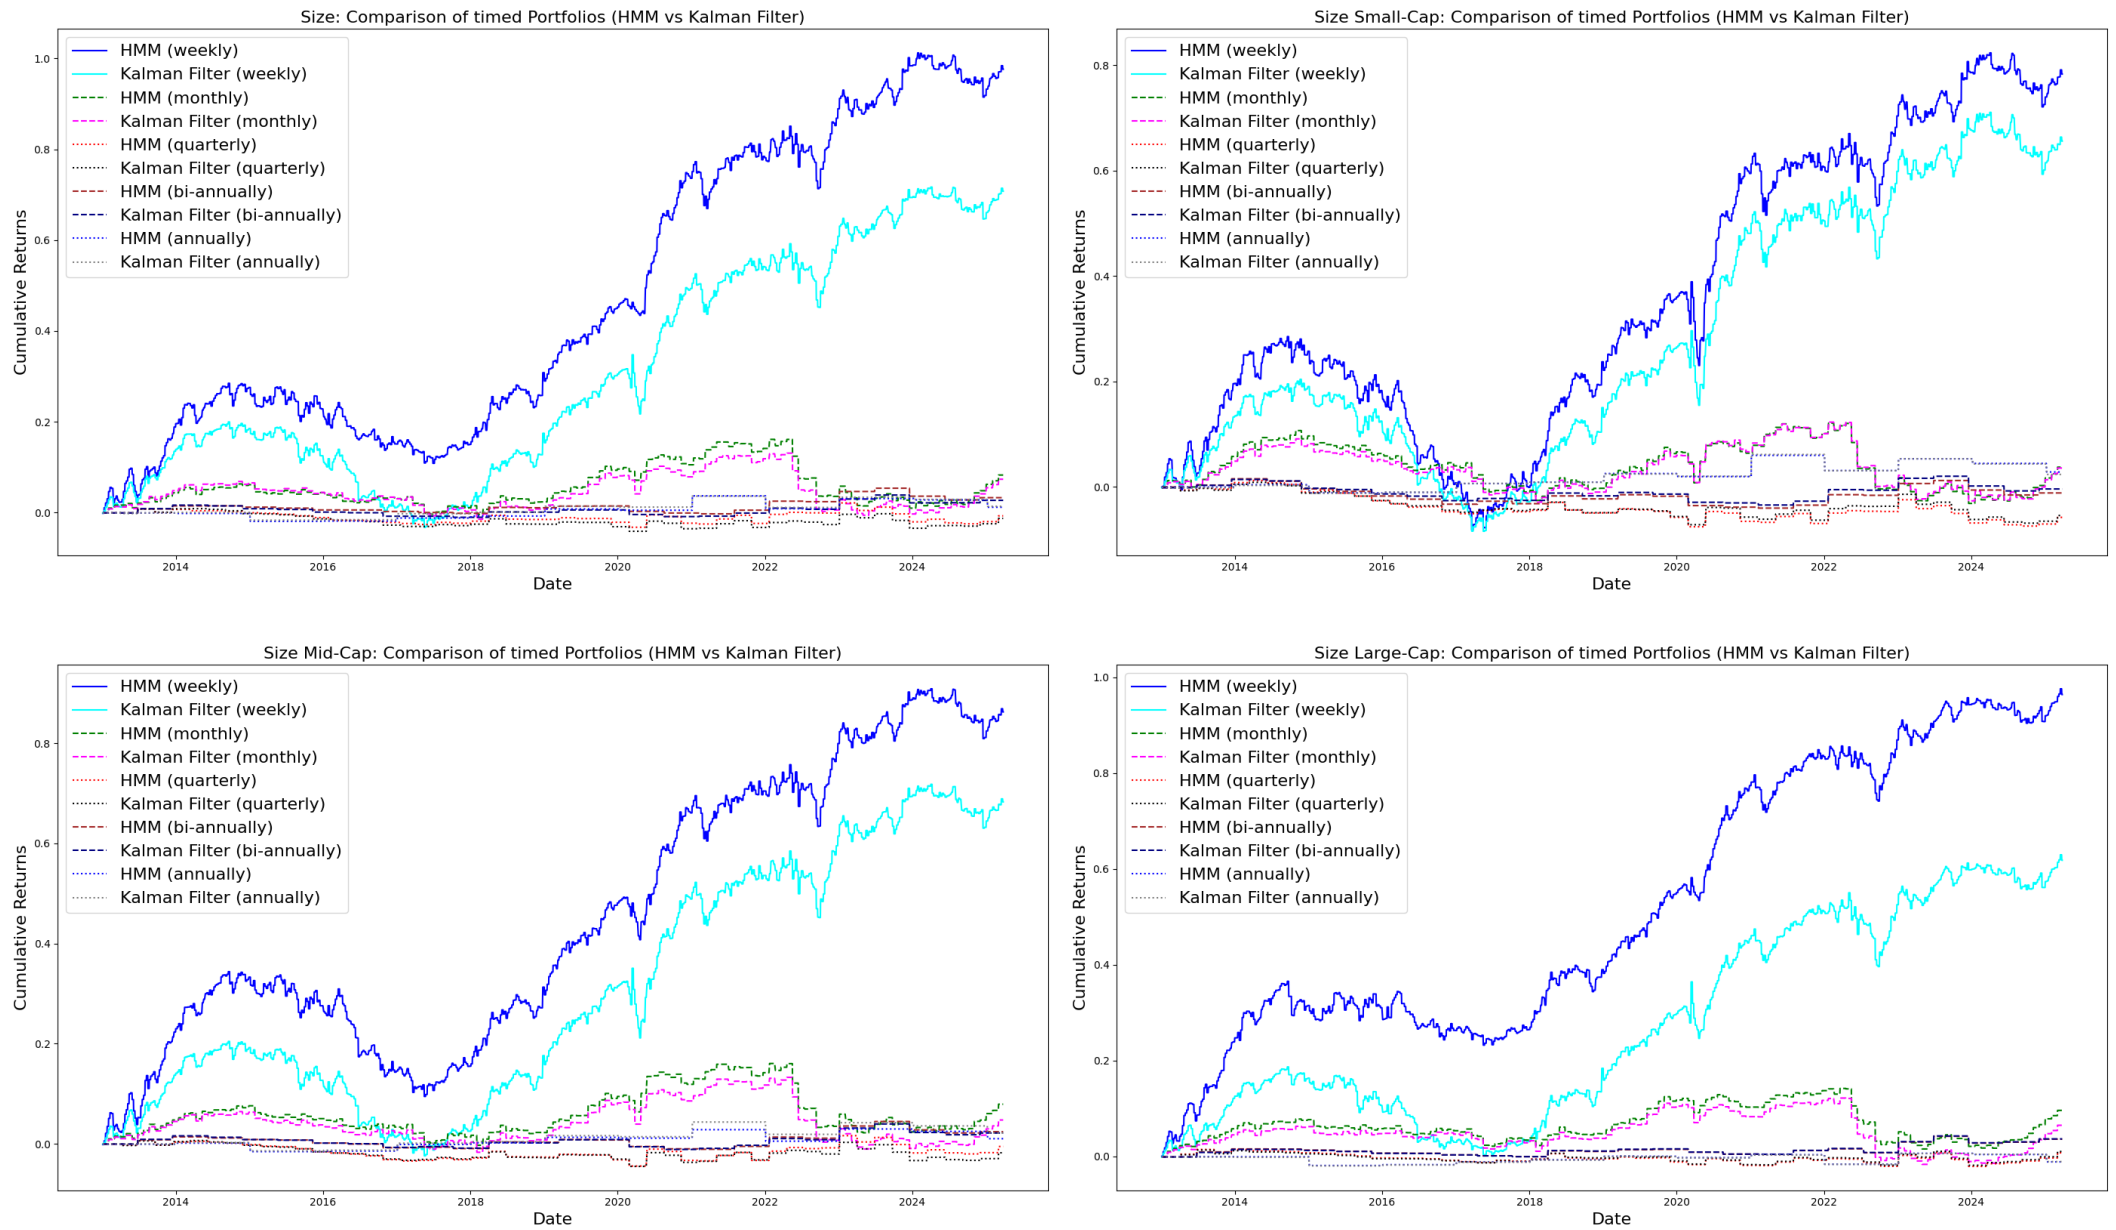 Size: Comparison of timed Portfolios (HMM vs Kalman Filter)
HMM (weekly)
Kalman Filter (weekly)
HMM (monthly)
Kalman Filter (monthly)
HMM (quarterly)
Kalman Filter (quarterly)
HMM (bi-annually)
Kalman Filter (bi-annually)
HMM (annually)
Kalman Filter (annually)
Cumulative Returns
1.0
0.8
0.6
0.4
0.2
0.0
2014 2016 2018 2020 2022 2024
Date
Size Small-Cap: Comparison of timed Portfolios (HMM vs Kalman Filter)
HMM (weekly)
Kalman Filter (weekly)
HMM (monthly)
Kalman Filter (monthly)
HMM (quarterly)
Kalman Filter (quarterly)
HMM (bi-annually)
Kalman Filter (bi-annually)
HMM (annually)
Kalman Filter (annually)
Cumulative Returns
0.8
0.6
0.4
0.2
0.0
2014 2016 2018 2020 2022 2024
Date
Size Mid-Cap: Comparison of timed Portfolios (HMM vs Kalman Filter)
HMM (weekly)
Kalman Filter (weekly)
HMM (monthly)
Kalman Filter (monthly)
HMM (quarterly)
Kalman Filter (quarterly)
HMM (bi-annually)
Kalman Filter (bi-annually)
HMM (annually)
Kalman Filter (annually)
Cumulative Returns
0.8
0.6
0.4
0.2
0.0
2014 2016 2018 2020 2022 2024
Date
Size Large-Cap: Comparison of timed Portfolios (HMM vs Kalman Filter)
HMM (weekly)
Kalman Filter (weekly)
HMM (monthly)
Kalman Filter (monthly)
HMM (quarterly)
Kalman Filter (quarterly)
HMM (bi-annually)
Kalman Filter (bi-annually)
HMM (annually)
Kalman Filter (annually)
Cumulative Returns
1.0
0.8
0.6
0.4
0.2
0.0
2014 2016 2018 2020 2022 2024
Date